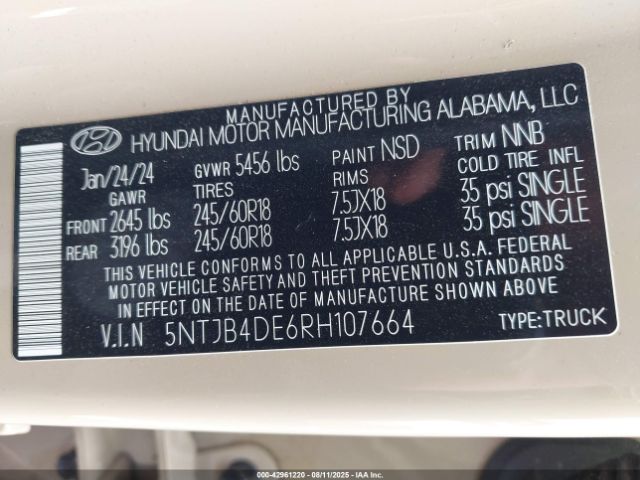 MANUFACTURED BY
HYUNDAI MOTOR MANUFACTURING ALABAMA, LLC
Jan/24/24 GVWR 5456 lbs PAINT NSD TRIM NNB
GAWR TIRES RIMS COLD TIRE INFL
FRONT 2645 lbs 245/60R18 7.5JX18 35 psi SINGLE
REAR 3196 lbs 245/60R18 7.5JX18 35 psi SINGLE
THIS VEHICLE CONFORMS TO ALL APPLICABLE U.S.A. FEDERAL
MOTOR VEHICLE SAFETY AND THEFT PREVENTION STANDARDS
IN EFFECT ON THE DATE OF MANUFACTURE SHOWN ABOVE.
V.I.N 5NTJB4DE6RH107664 TYPE:TRUCK
000-42961220 - 08/11/2025 - IAAI.COM